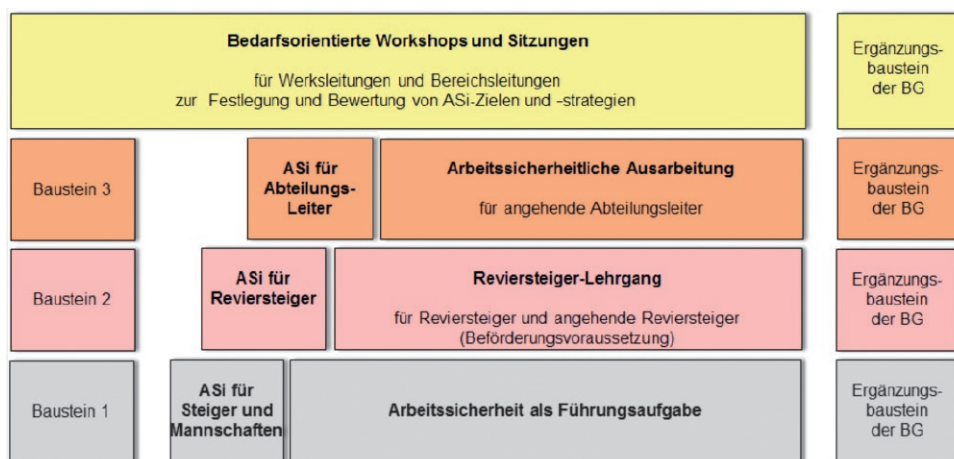 Bedarfsorientierte Workshops und Sitzungen
für Werksleitungen und Bereichsleitungen
zur Festlegung und Bewertung von ASi-Zielen und -strategien
Ergänzungs-
baustein
der BG
Baustein 3
ASi für
Abteilungs-
Leiter
Arbeitssicherheitliche Ausarbeitung
für angehende Abteilungsleiter
Ergänzungs-
baustein
der BG
Baustein 2
ASi für
Reviersteiger
Reviersteiger-Lehrgang
für Reviersteiger und angehende Reviersteiger
(Beförderungsvoraussetzung)
Ergänzungs-
baustein
der BG
Baustein 1
ASi für
Steiger und
Mannschaften
Arbeitssicherheit als Führungsaufgabe
Ergänzungs-
baustein
der BG